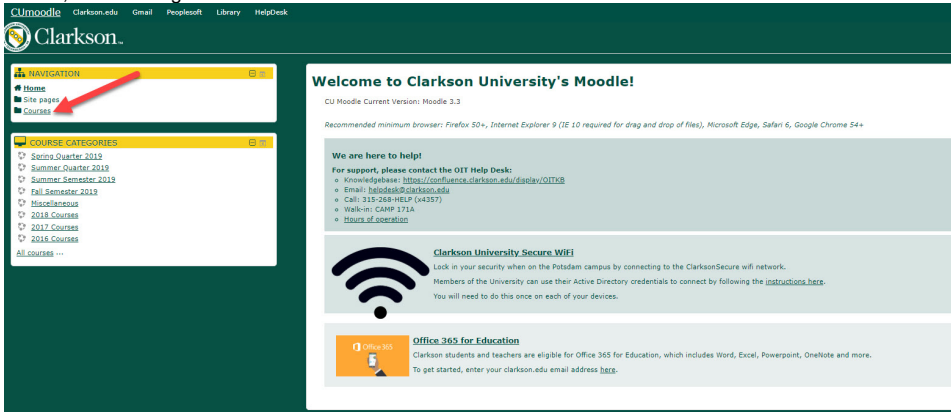 CUmoodle Clarkson.edu Gmail Peoplesoft Library HelpDesk
Clarkson
NAVIGATION
Home
Site pages
Courses
COURSE CATEGORIES
Spring Quarter 2019
Summer Quarter 2019
Summer Semester 2019
Fall Semester 2019
Miscellaneous
2018 Courses
2017 Courses
2016 Courses
All courses ...
Welcome to Clarkson University's Moodle!
CU Moodle Current Version: Moodle 3.3
Recommended minimum browser: Firefox 50+, Internet Explorer 9 (IE 10 required for drag and drop of files), Microsoft Edge, Safari 6, Google Chrome 54+
We are here to help!
For support, please contact the OIT Help Desk:
Knowledgebase: https://confluence.clarkson.edu/display/OITKB
Email: helpdesk@clarkson.edu
Call: 315-268-HELP (x4357)
Walk-in: CAMP 171A
Hours of operation
Clarkson University Secure WiFi
Lock in your security when on the Potsdam campus by connecting to the ClarksonSecure wifi network.
Members of the University can use their Active Directory credentials to connect by following the instructions here.
You will need to do this once on each of your devices.
Office 365
Office 365 for Education
Clarkson students and teachers are eligible for Office 365 for Education, which includes Word, Excel, Powerpoint, OneNote and more.
To get started, enter your clarkson.edu email address here.